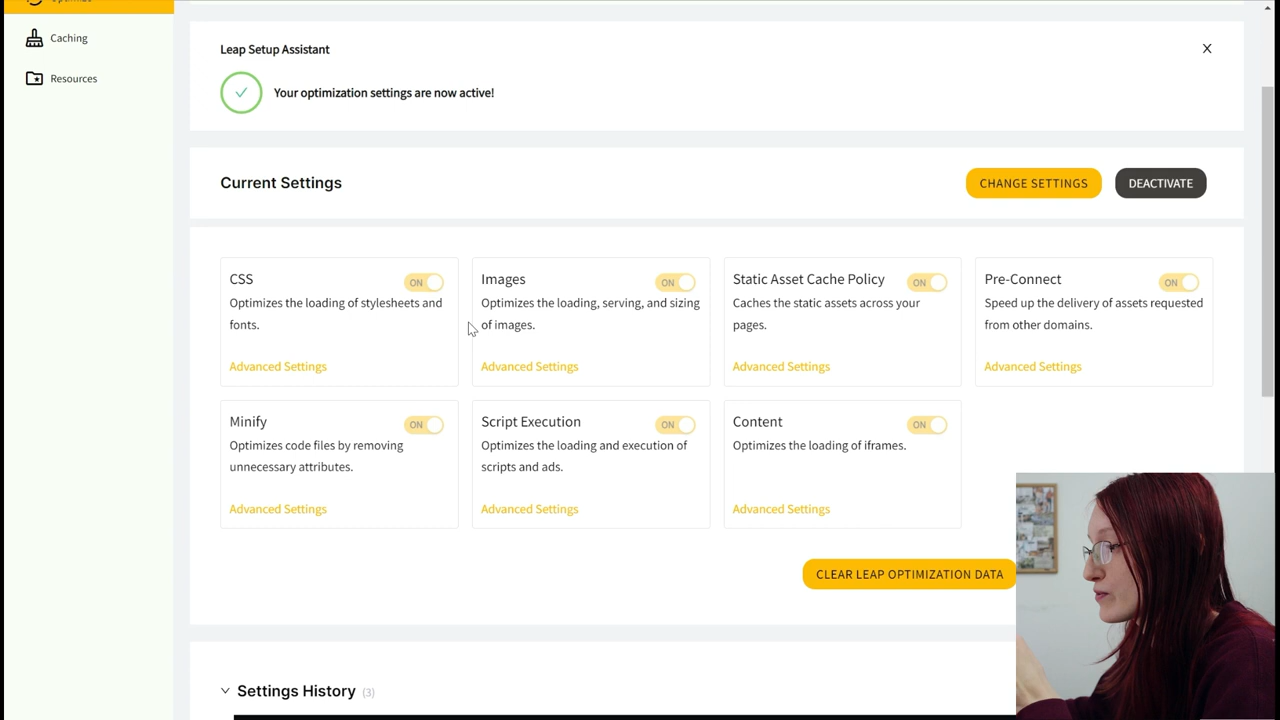 Caching
Resources
Leap Setup Assistant
Your optimization settings are now active!
Current Settings
CHANGE SETTINGS
DEACTIVATE
CSS
ON
Optimizes the loading of stylesheets and
fonts.
Advanced Settings
Images
ON
Optimizes the loading, serving, and sizing
of images.
Advanced Settings
Static Asset Cache Policy
ON
Caches the static assets across your
pages.
Advanced Settings
Pre-Connect
ON
Speed up the delivery of assets requested
from other domains.
Advanced Settings
Minify
ON
Optimizes code files by removing
unnecessary attributes.
Advanced Settings
Script Execution
ON
Optimizes the loading and execution of
scripts and ads.
Advanced Settings
Content
ON
Optimizes the loading of iframes.
Advanced Settings
CLEAR LEAP OPTIMIZATION DATA
Settings History (3)